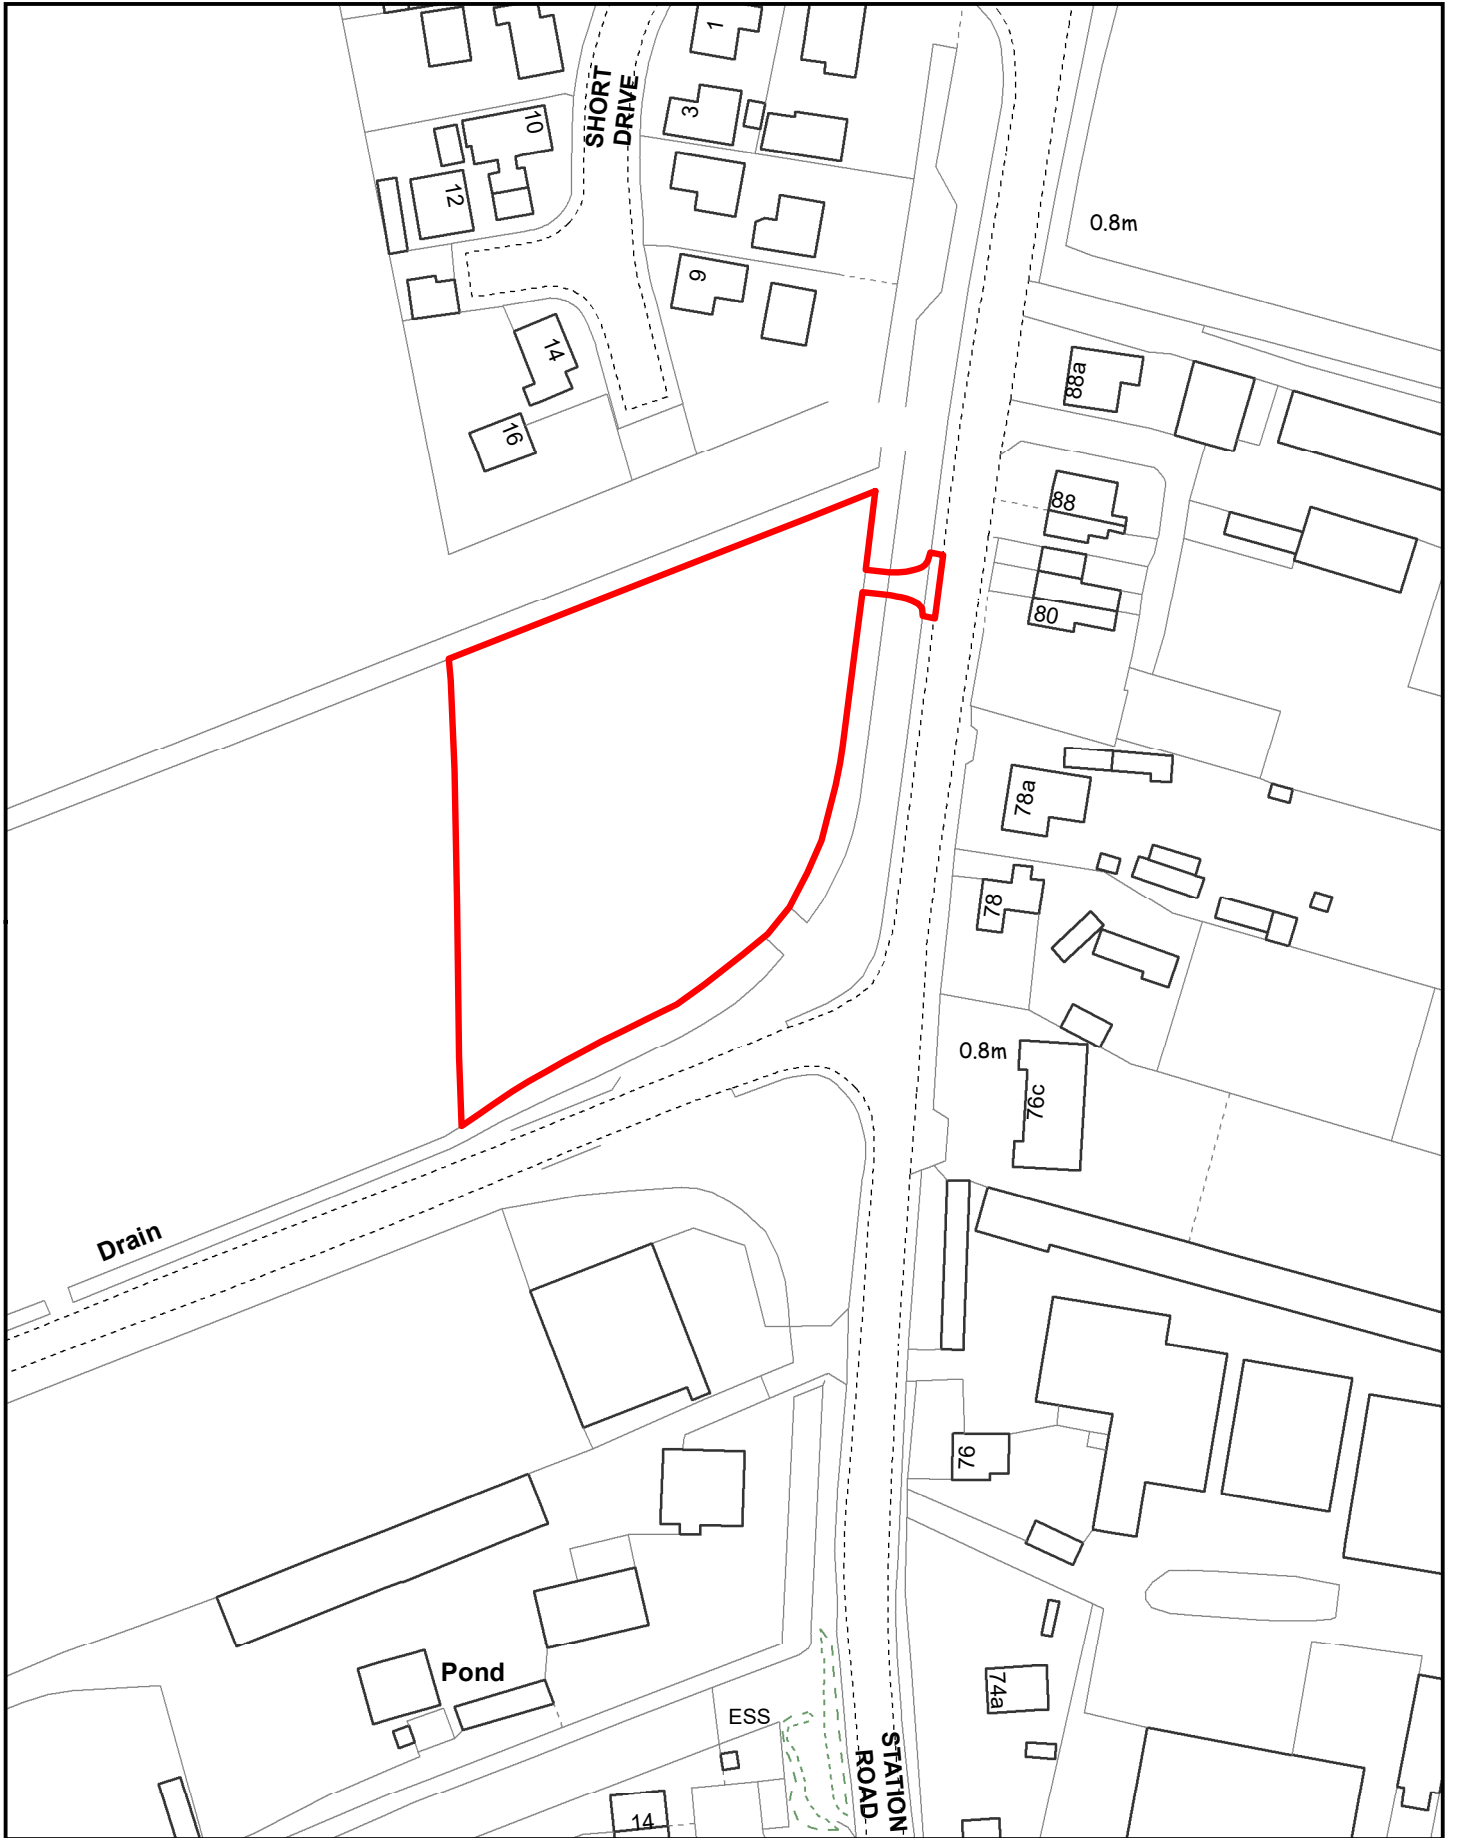 1
SHORT
DRIVE
3
10
12
0.8m
9
14
88a
16
88
80
78a
78
0.8m
76c
Drain
76
Pond
74a
ESS
STATION
ROAD
14